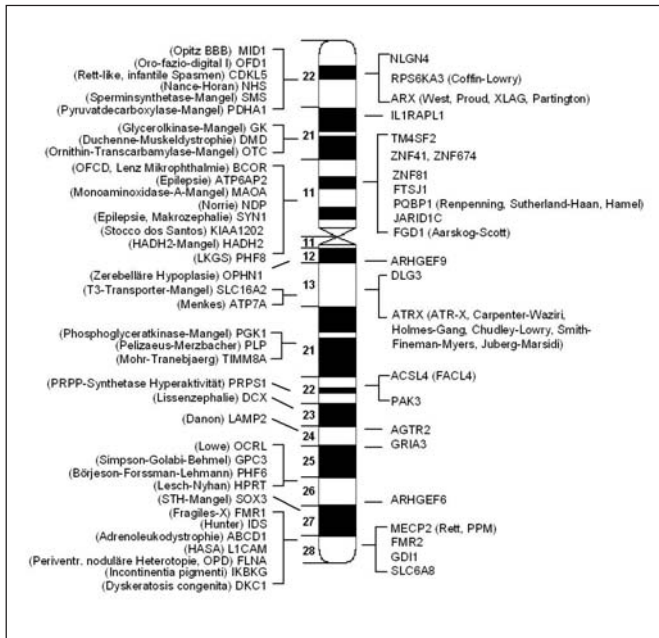 (Opitz BBB) MID1
(Oro-fazio-digital I) OFD1
(Rett-like, infantile Spasmen) CDKL5
(Nance-Horan) NHS
(Sperminsynthetase-Mangel) SMS
(Pyruvatdecarboxylase-Mangel) PDHA1
(Glycerolkinase-Mangel) GK
(Duchenne-Muskeldystrophie) DMD
(Ornithin-Transcarbamylase-Mangel) OTC
(OFCD, Lenz Mikrophthalmie) BCOR
(Epilepsie) ATP6AP2
(Monoaminoxidase-A-Mangel) MAOA
(Norrie) NDP
(Epilepsie, Makrozephalie) SYN1
(Stocco dos Santos) KIAA1202
(HADH2-Mangel) HADH2
(LKGS) PHF8
(Zerebelläre Hypoplasie) OPHN1
(T3-Transporter-Mangel) SLC16A2
(Menkes) ATP7A
(Phosphoglyceratkinase-Mangel) PGK1
(Pelizaeus-Merzbacher) PLP
(Mohr-Tranebjaerg) TIMM8A
(PRPP-Synthetase Hyperaktivität) PRPS1
(Lissenzephalie) DCX
(Danon) LAMP2
(Lowe) OCRL
(Simpson-Golabi-Behmel) GPC3
(Börjeson-Forssman-Lehmann) PHF6
(Lesch-Nyhan) HPRT
(STH-Mangel) SOX3
(Fragiles-X) FMR1
(Hunter) IDS
(Adrenoleukodystrophie) ABCD1
(HASA) L1CAM
(Periventr. noduläre Heterotopie, OPD) FLNA
(Incontinentia pigmenti) IKBKG
(Dyskeratosis congenita) DKC1
22
21
11
11
12
13
21
22
23
24
25
26
27
28
NLGN4
RPS6KA3 (Coffin-Lowry)
ARX (West, Proud, XLAG, Partington)
IL1RAPL1
TM4SF2
ZNF41, ZNF674
ZNF81
FTSJ1
PQBP1 (Renpenning, Sutherland-Haan, Hamel)
JARID1C
FGD1 (Aarskog-Scott)
ARHGEF9
DLG3
ATRX (ATR-X, Carpenter-Waziri,
Holmes-Gang, Chudley-Lowry, Smith-
Fineman-Myers, Juberg-Marsidi)
ACSL4 (FACL4)
PAK3
AGTR2
GRIA3
ARHGEF6
MECP2 (Rett, PPM)
FMR2
GDI1
SLC6A8